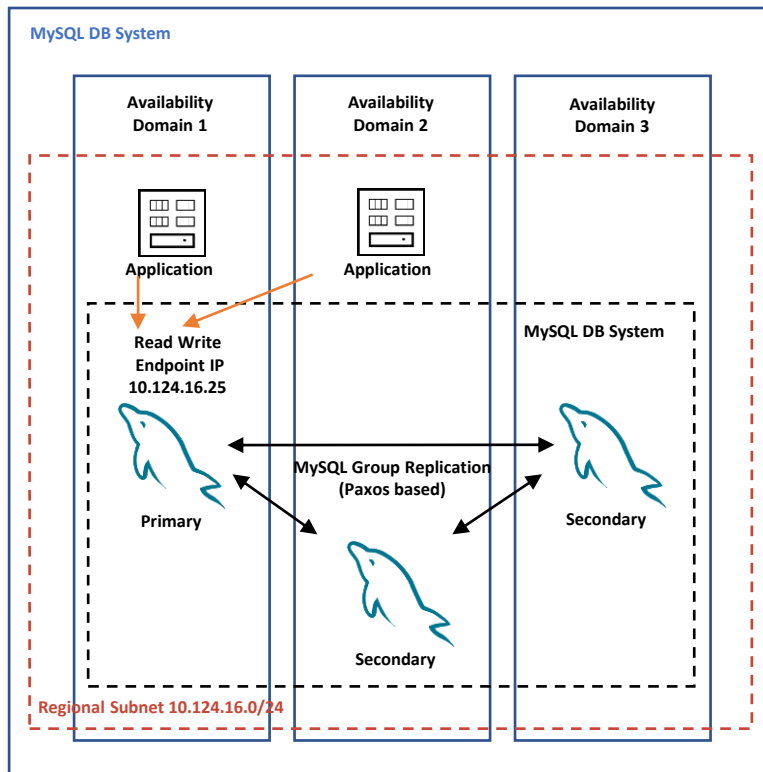 MySQL DB System
Availability
Domain 1
Availability
Domain 2
Availability
Domain 3
Application
Application
Read Write
Endpoint IP
10.124.16.25
MySQL DB System
MySQL Group Replication
(Paxos based)
Primary
Secondary
Secondary
Regional Subnet 10.124.16.0/24